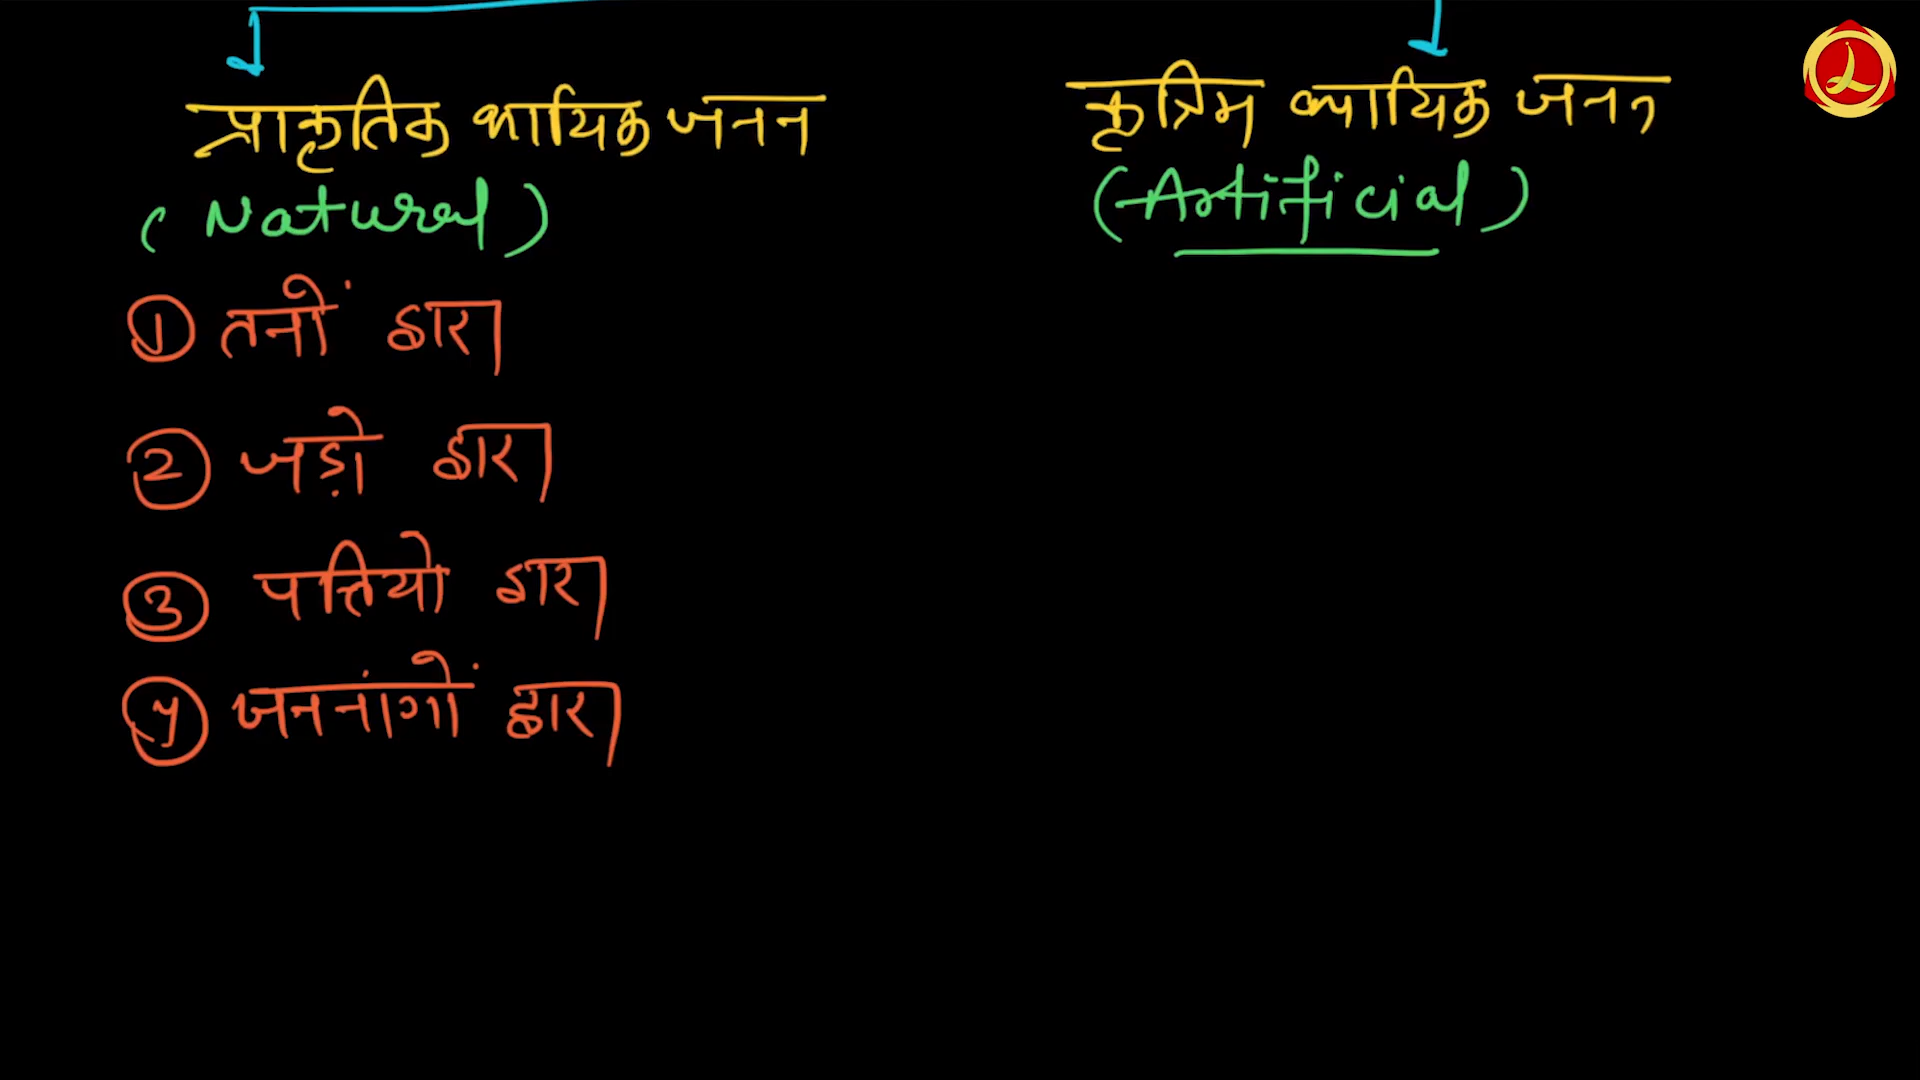 प्राकृतिक कायिक जनन
(Natural)
① तनों द्वारा
② जड़ो द्वारा
③ पत्तियो द्वारा
④ जननांगों द्वारा
कृत्रिम कायिक जनन
(Artificial)